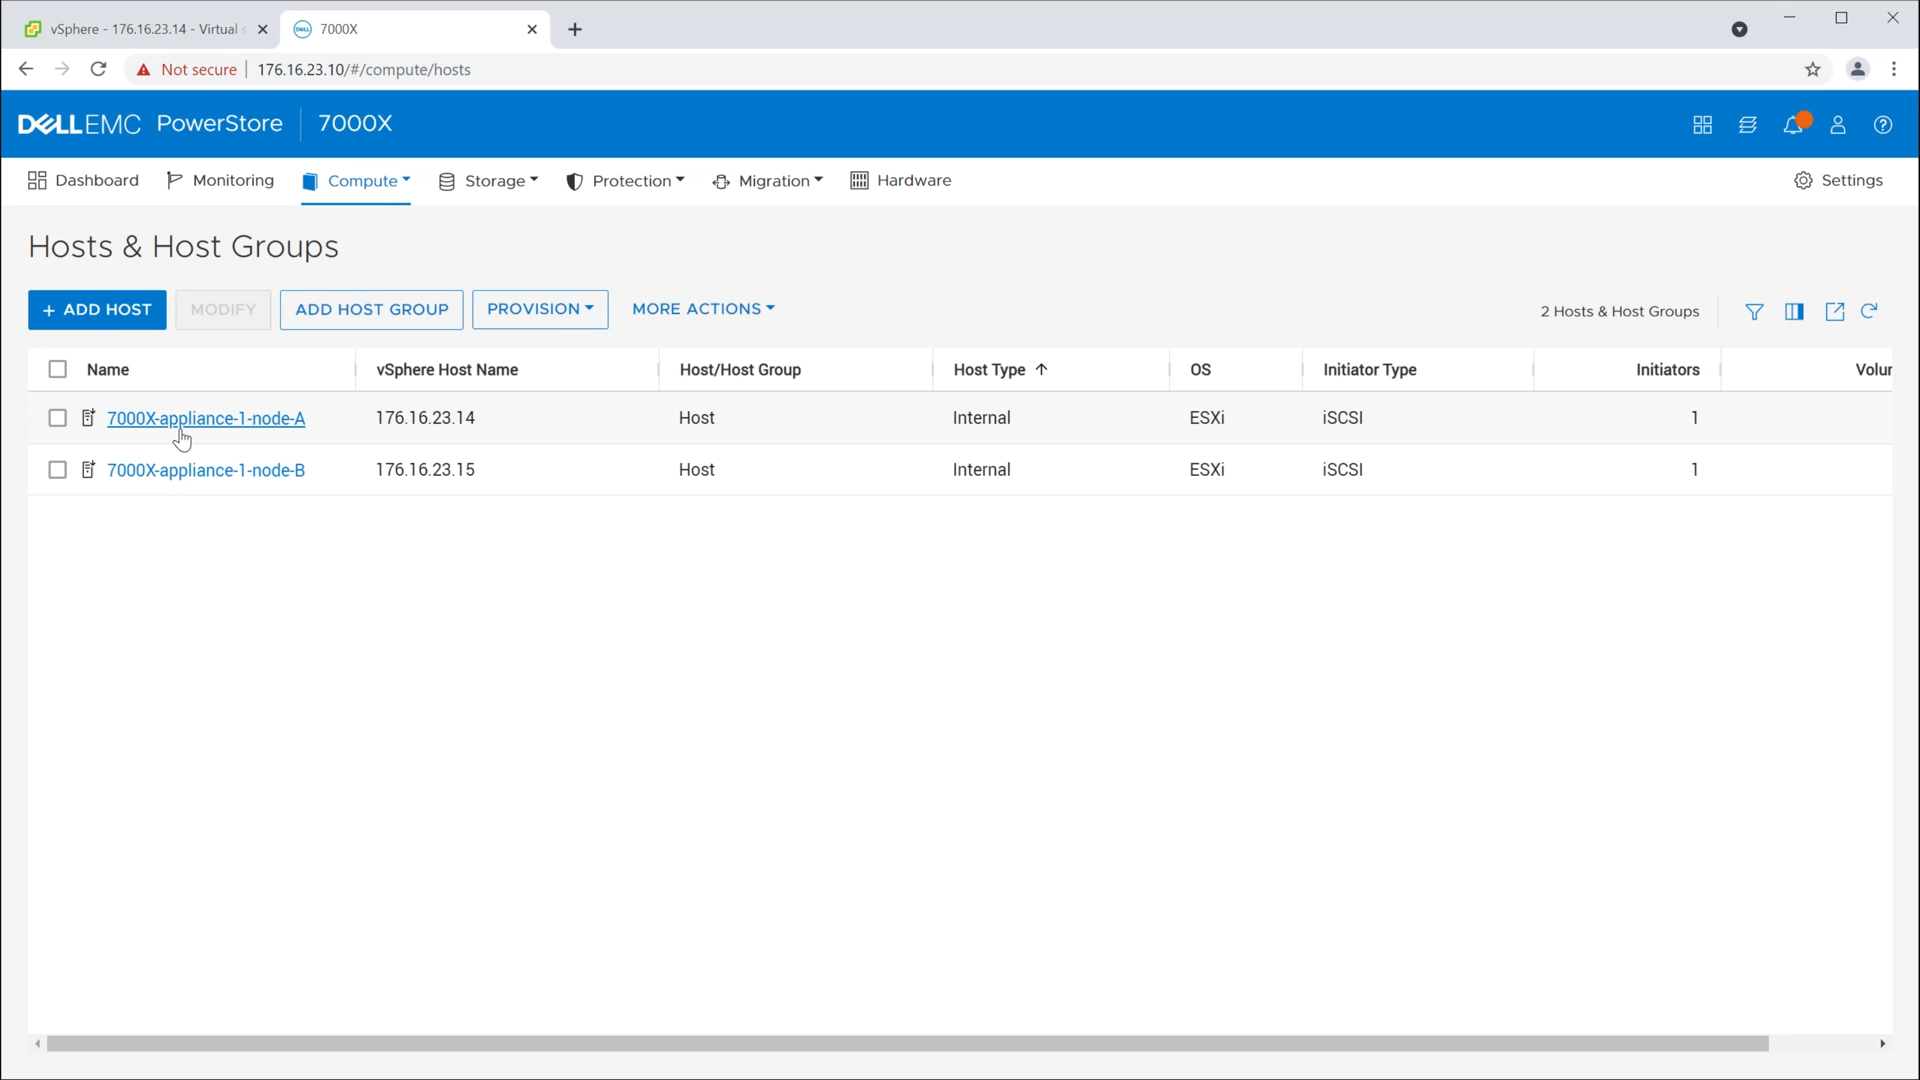 vSphere - 176.16.23.14 - Virtual
7000X
Not secure
176.16.23.10/#/compute/hosts
DELLEMC PowerStore 7000X
Dashboard Monitoring Compute Storage Protection Migration Hardware Settings
Hosts & Host Groups
+ ADD HOST MODIFY ADD HOST GROUP PROVISION MORE ACTIONS 2 Hosts & Host Groups
Name vSphere Host Name Host/Host Group Host Type OS Initiator Type Initiators Volu
7000X-appliance-1-node-A 176.16.23.14 Host Internal ESXi iSCSI 1
7000X-appliance-1-node-B 176.16.23.15 Host Internal ESXi iSCSI 1